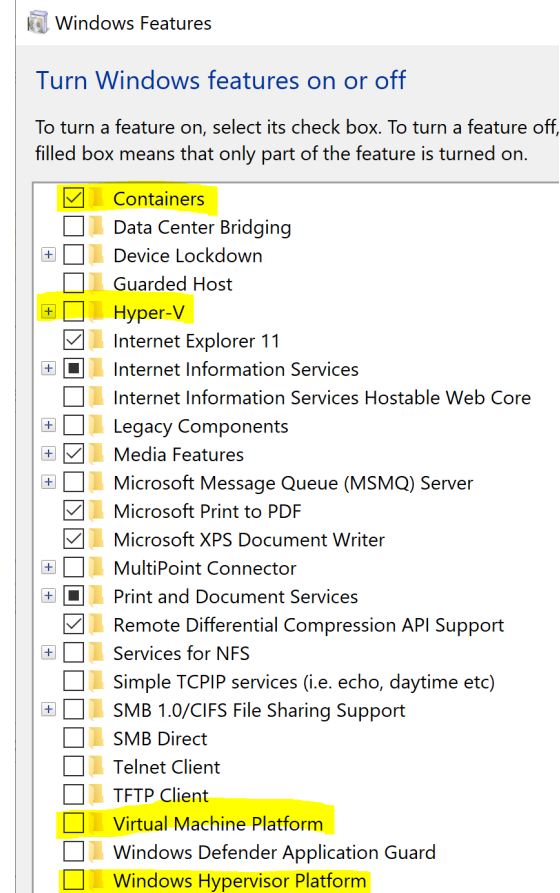 Windows Features
Turn Windows features on or off
To turn a feature on, select its check box. To turn a feature off,
filled box means that only part of the feature is turned on.
Containers
Data Center Bridging
Device Lockdown
Guarded Host
Hyper-V
Internet Explorer 11
Internet Information Services
Internet Information Services Hostable Web Core
Legacy Components
Media Features
Microsoft Message Queue (MSMQ) Server
Microsoft Print to PDF
Microsoft XPS Document Writer
MultiPoint Connector
Print and Document Services
Remote Differential Compression API Support
Services for NFS
Simple TCPIP services (i.e. echo, daytime etc)
SMB 1.0/CIFS File Sharing Support
SMB Direct
Telnet Client
TFTP Client
Virtual Machine Platform
Windows Defender Application Guard
Windows Hypervisor Platform